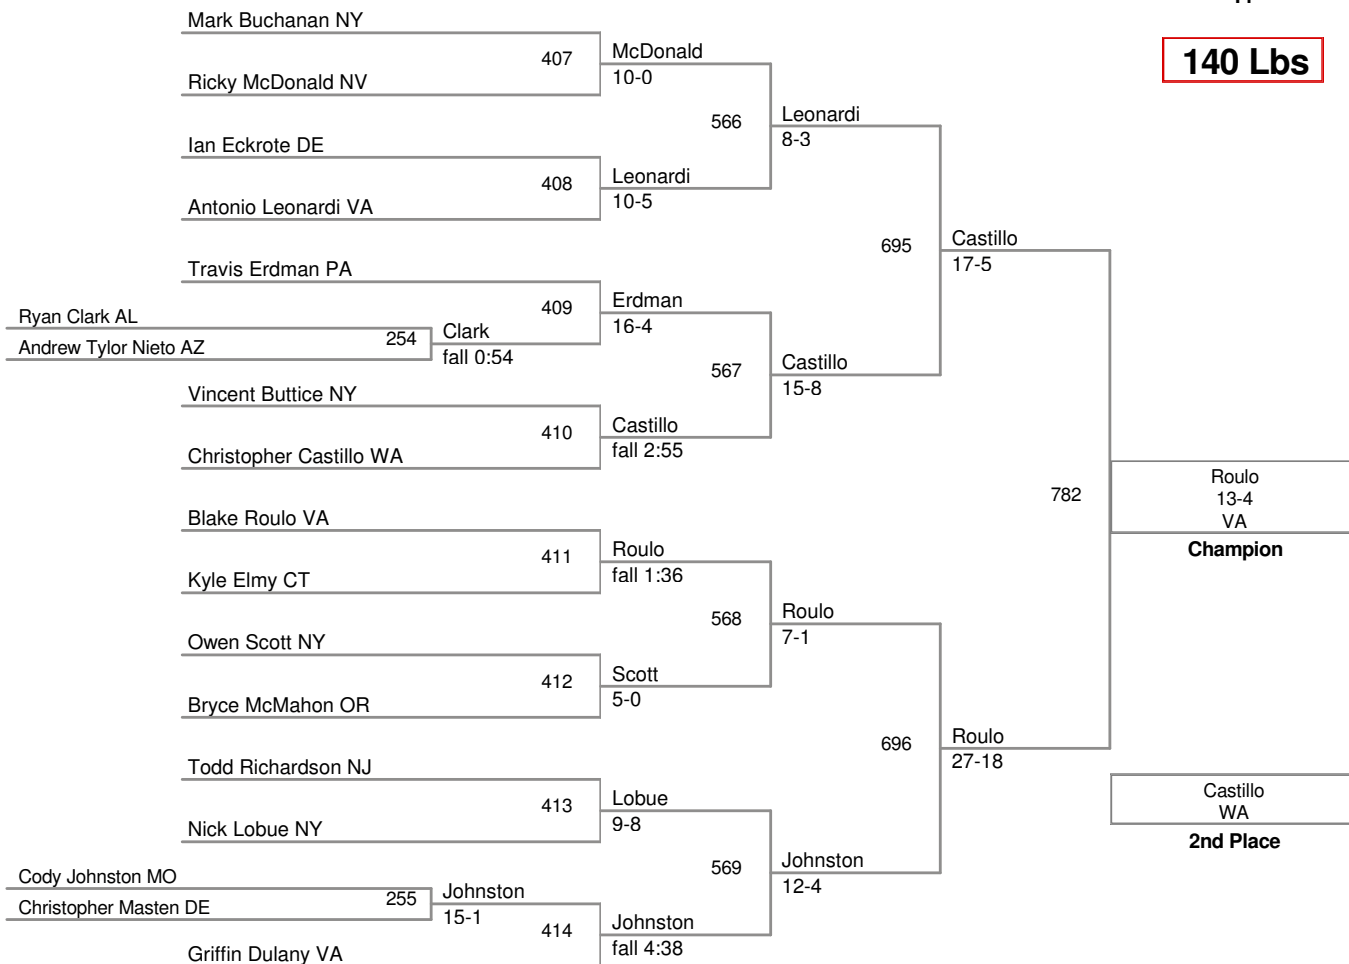 140 Lbs
Mark Buchanan NY
407
McDonald
10-0
Ricky McDonald NV
566
Leonardi
8-3
Ian Eckrote DE
408
Leonardi
10-5
Antonio Leonardi VA
695
Castillo
17-5
Travis Erdman PA
409
Erdman
16-4
Ryan Clark AL
254
Clark
fall 0:54
Andrew Tylor Nieto AZ
567
Castillo
15-8
Vincent Buttice NY
410
Castillo
fall 2:55
Christopher Castillo WA
782
Roulo
13-4
VA
Champion
Blake Roulo VA
411
Roulo
fall 1:36
Kyle Elmy CT
568
Roulo
7-1
Owen Scott NY
412
Scott
5-0
Bryce McMahon OR
696
Roulo
27-18
Todd Richardson NJ
413
Lobue
9-8
Nick Lobue NY
Castillo
WA
2nd Place
569
Johnston
12-4
Cody Johnston MO
255
Johnston
15-1
Christopher Masten DE
414
Johnston
fall 4:38
Griffin Dulany VA